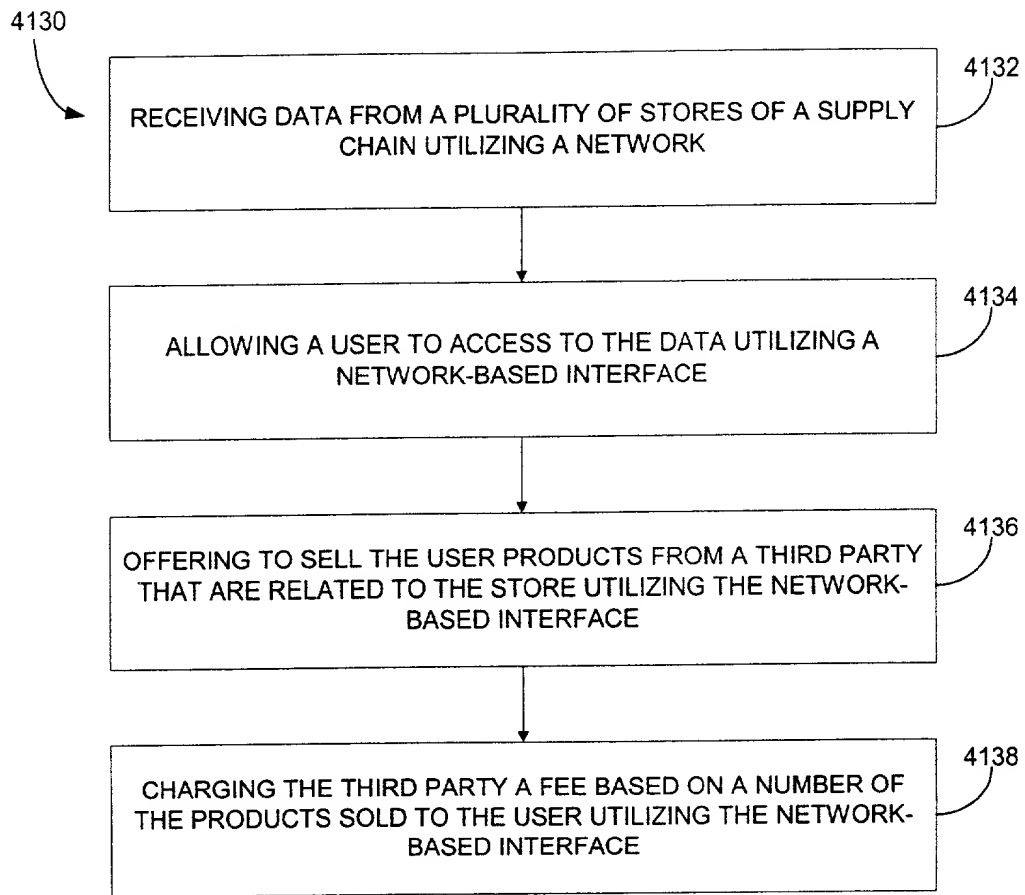 4130
4132
RECEIVING DATA FROM A PLURALITY OF STORES OF A SUPPLY
CHAIN UTILIZING A NETWORK
4134
ALLOWING A USER TO ACCESS TO THE DATA UTILIZING A
NETWORK-BASED INTERFACE
4136
OFFERING TO SELL THE USER PRODUCTS FROM A THIRD PARTY
THAT ARE RELATED TO THE STORE UTILIZING THE NETWORK-
BASED INTERFACE
4138
CHARGING THE THIRD PARTY A FEE BASED ON A NUMBER OF
THE PRODUCTS SOLD TO THE USER UTILIZING THE NETWORK-
BASED INTERFACE